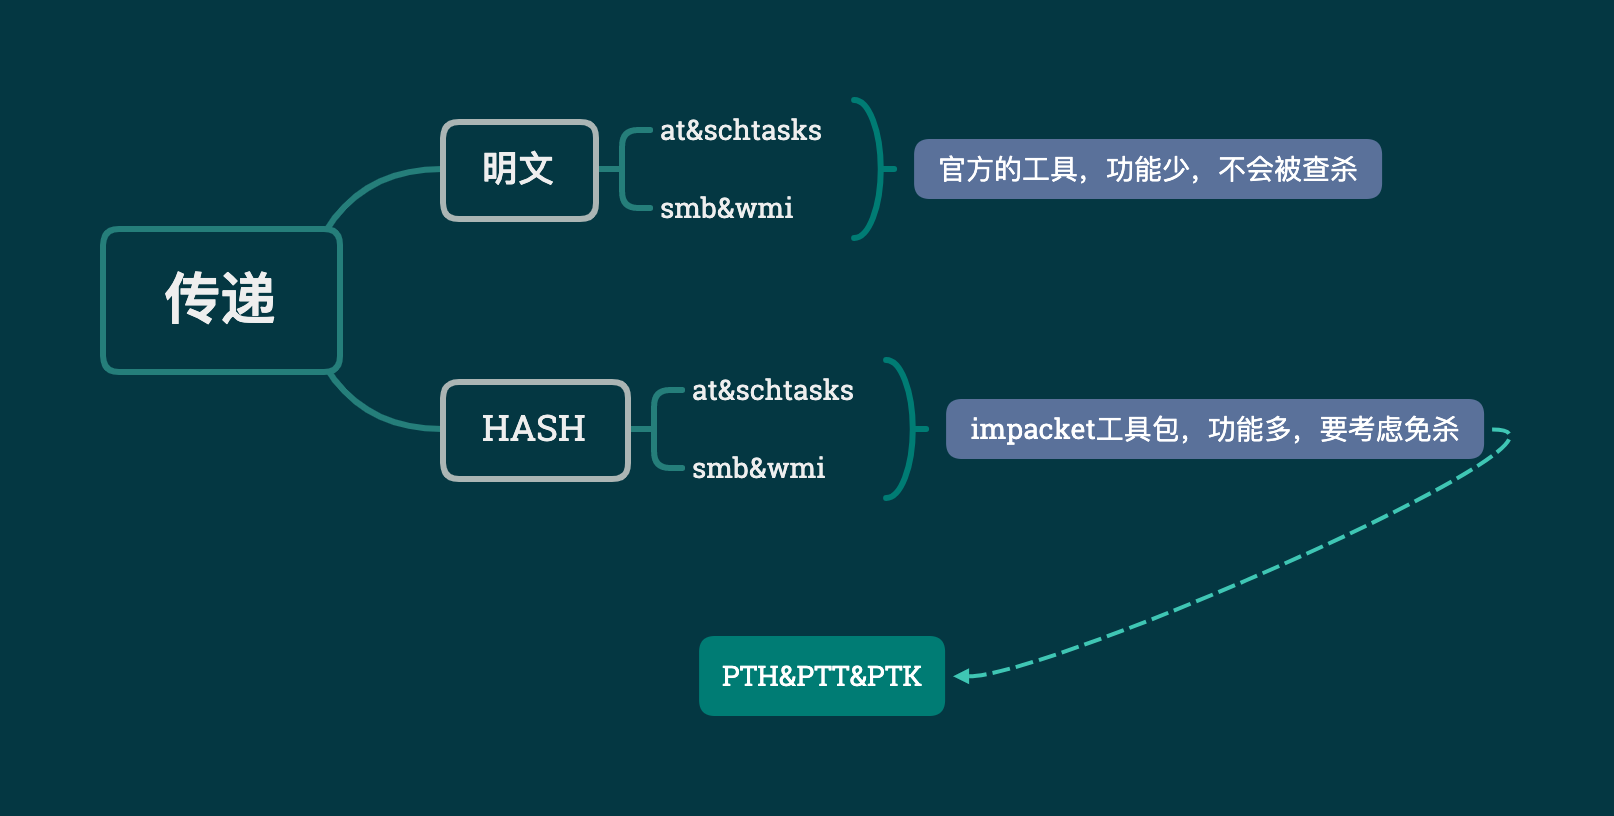 传递
明文
at&schtasks
smb&wmi
官方的工具，功能少，不会被查杀
HASH
at&schtasks
smb&wmi
impacket工具包，功能多，要考虑免杀
PTH&PTT&PTK